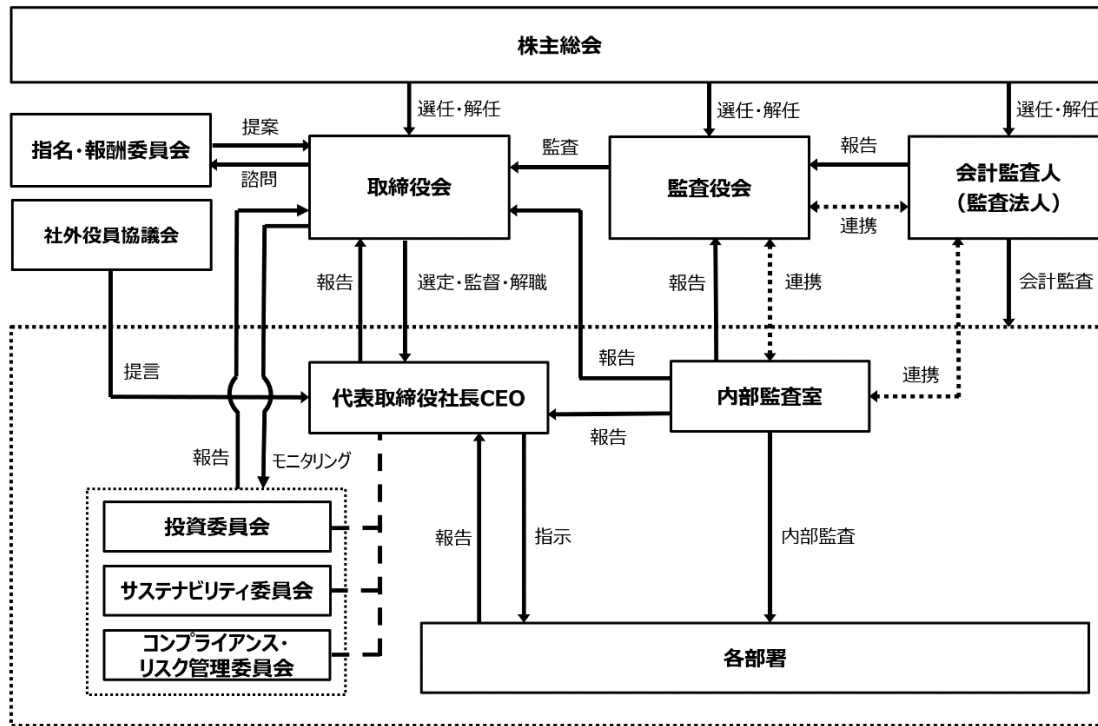 株主総会
選任・解任
選任・解任
選任・解任
指名・報酬委員会
提案
諮問
取締役会
監査
監査役会
報告
連携
会計監査人
（監査法人）
社外役員協議会
報告
選定・監督・解職
報告
連携
会計監査
提言
代表取締役社長CEO
報告
報告
内部監査室
連携
報告
モニタリング
投資委員会
サステナビリティ委員会
コンプライアンス・
リスク管理委員会
報告
指示
内部監査
各部署